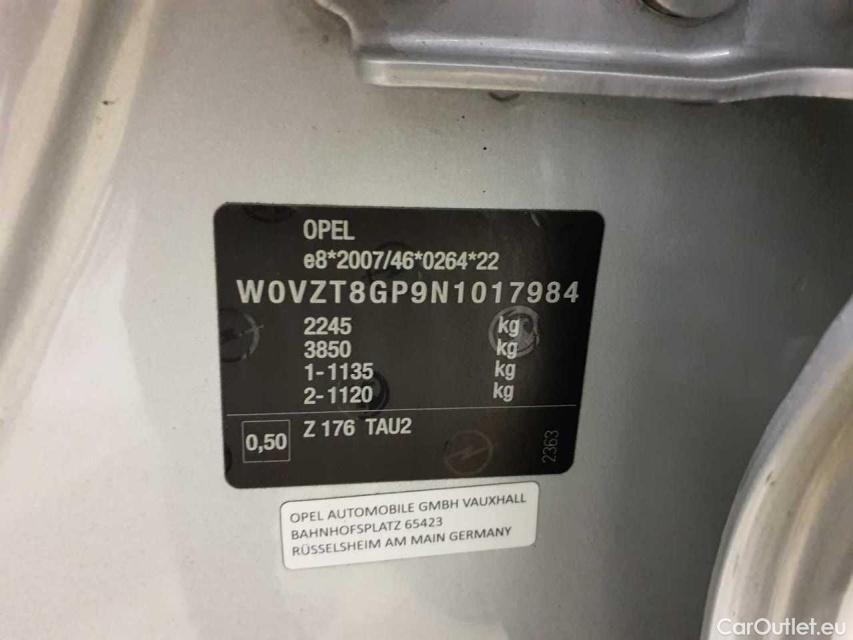 OPEL
e8*2007/46*0264*22
W0VZT8GP9N1017984
2245 kg
3850 kg
1-1135 kg
2-1120 kg
0,50 Z 176 TAU2
2363
OPEL AUTOMOBILE GMBH VAUXHALL
BAHNHOFSPLATZ 65423
RÜSSELSHEIM AM MAIN GERMANY
CarOutlet.eu